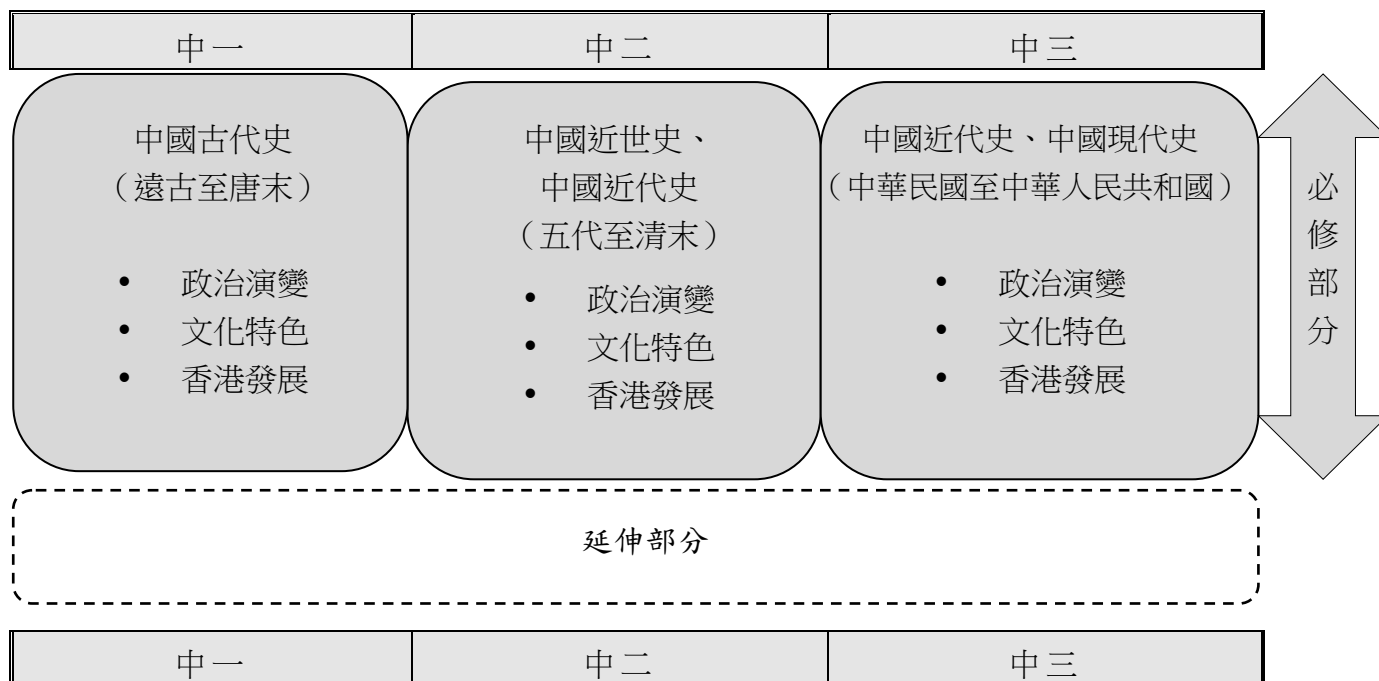 中一 中二 中三
中國古代史
（遠古至唐末）
• 政治演變
• 文化特色
• 香港發展
中國近世史、
中國近代史
（五代至清末）
• 政治演變
• 文化特色
• 香港發展
中國近代史、中國現代史
（中華民國至中華人民共和國）
• 政治演變
• 文化特色
• 香港發展
必
修
部
分
延伸部分
中一 中二 中三